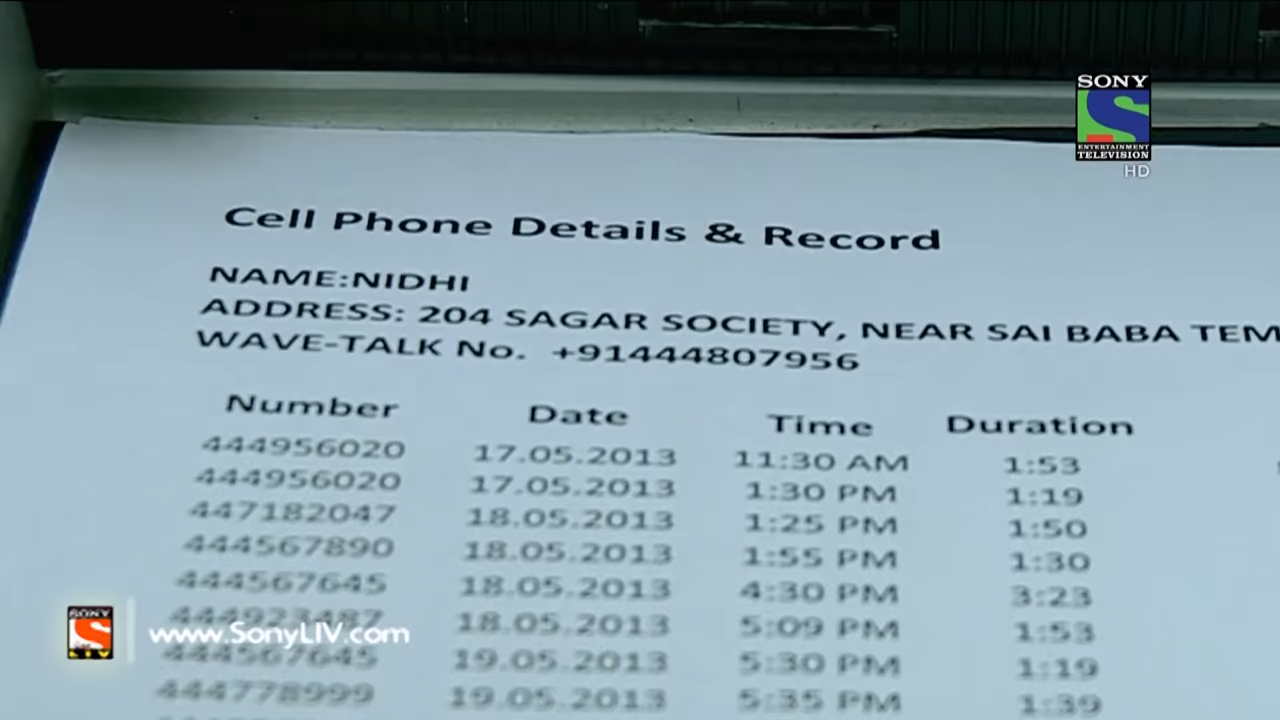 SONY
ENTERTAINMENT
TELEVISION
HD
Cell Phone Details & Record
NAME:NIDHI
ADDRESS: 204 SAGAR SOCIETY, NEAR SAI BABA TEM
WAVE-TALK No. +91444807956
Number Date Time Duration
444956020 17.05.2013 11:30 AM 1:53
444956020 17.05.2013 1:30 PM 1:19
447182047 18.05.2013 1:25 PM 1:50
444567890 18.05.2013 1:55 PM 1:30
444567645 18.05.2013 4:30 PM 3:23
444923487 18.05.2013 5:09 PM 1:53
444567645 19.05.2013 5:30 PM 1:19
444778999 19.05.2013 5:35 PM 1:39
SONY
LIV
www.SonyLIV.com